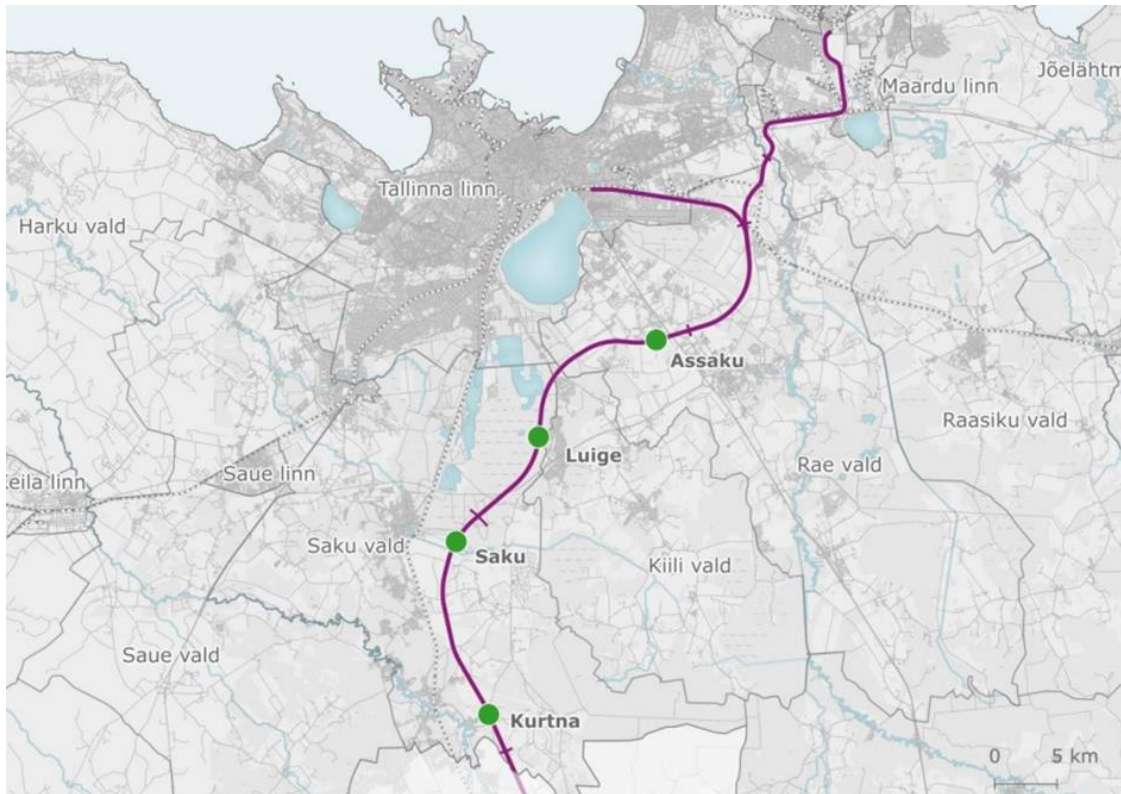 Jõelähtm
Maardu linn
Tallinna linn
Harku vald
Assaku
Raasiku vald
Luige
Rae vald
Saue linn
eila linn
Saku vald
Saku
Kiili vald
Saue vald
Kurtna
0 5 km